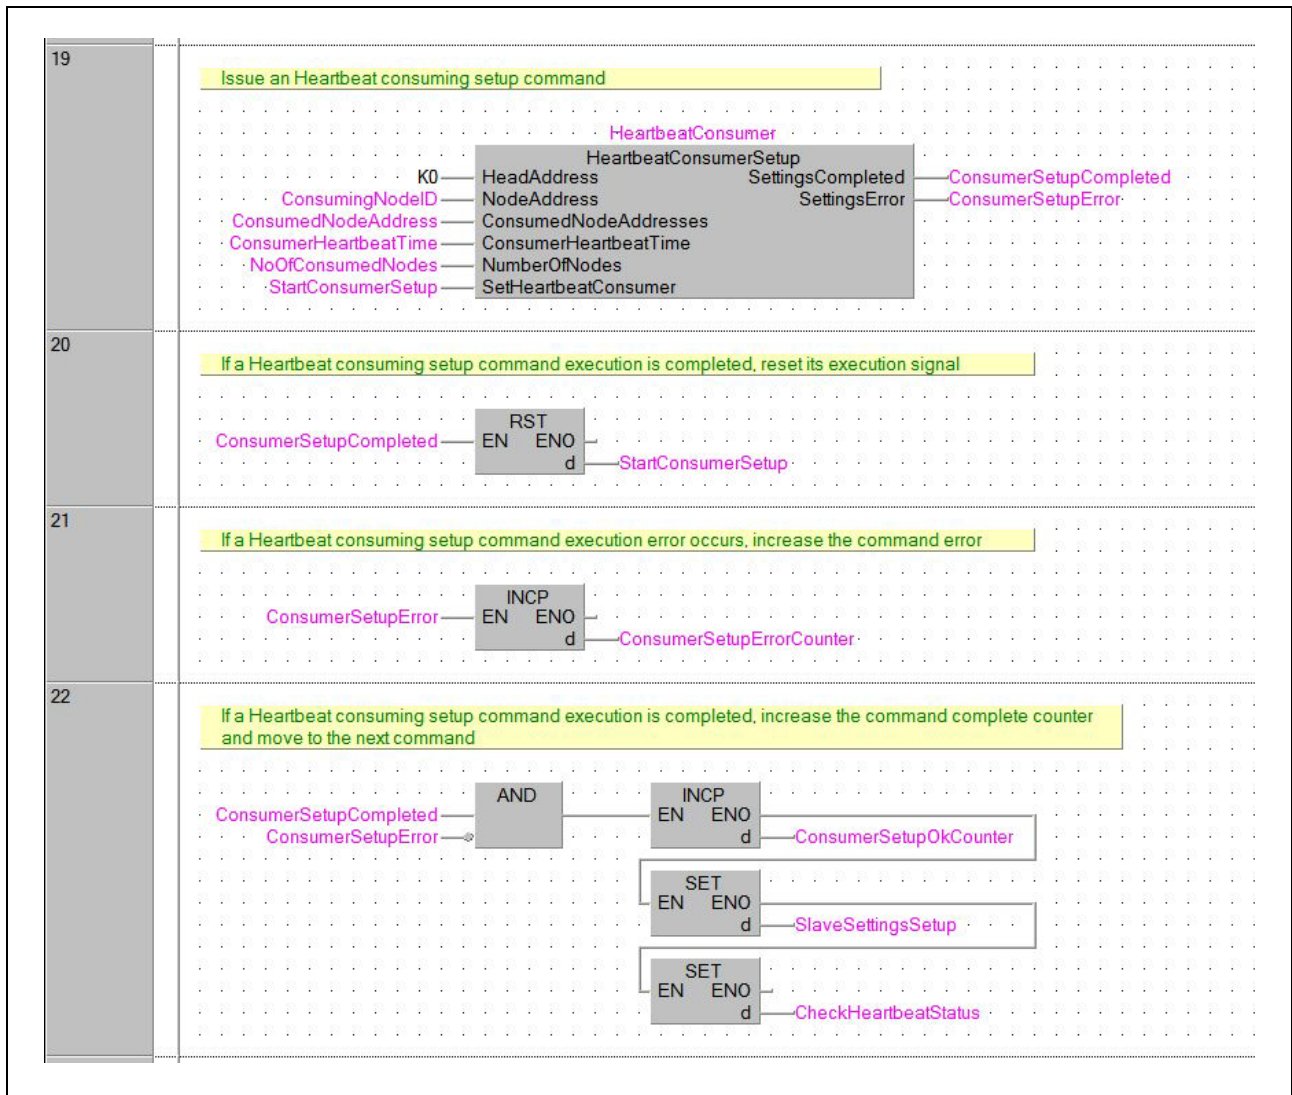 19
Issue an Heartbeat consuming setup command
HeartbeatConsumer
HeartbeatConsumerSetup
K0 HeadAddress SettingsCompleted ConsumerSetupCompleted
ConsumingNodeID NodeAddress SettingsError ConsumerSetupError
ConsumedNodeAddress ConsumedNodeAddresses
ConsumerHeartbeatTime ConsumerHeartbeatTime
NoOfConsumedNodes NumberOfNodes
StartConsumerSetup SetHeartbeatConsumer
20
If a Heartbeat consuming setup command execution is completed, reset its execution signal
RST
ConsumerSetupCompleted EN ENO
d StartConsumerSetup
21
If a Heartbeat consuming setup command execution error occurs, increase the command error
INCP
ConsumerSetupError EN ENO
d ConsumerSetupErrorCounter
22
If a Heartbeat consuming setup command execution is completed, increase the command complete counter
and move to the next command
AND INCP
ConsumerSetupCompleted EN ENO
ConsumerSetupError d ConsumerSetupOkCounter
SET
EN ENO
d SlaveSettingsSetup
SET
EN ENO
d CheckHeartbeatStatus